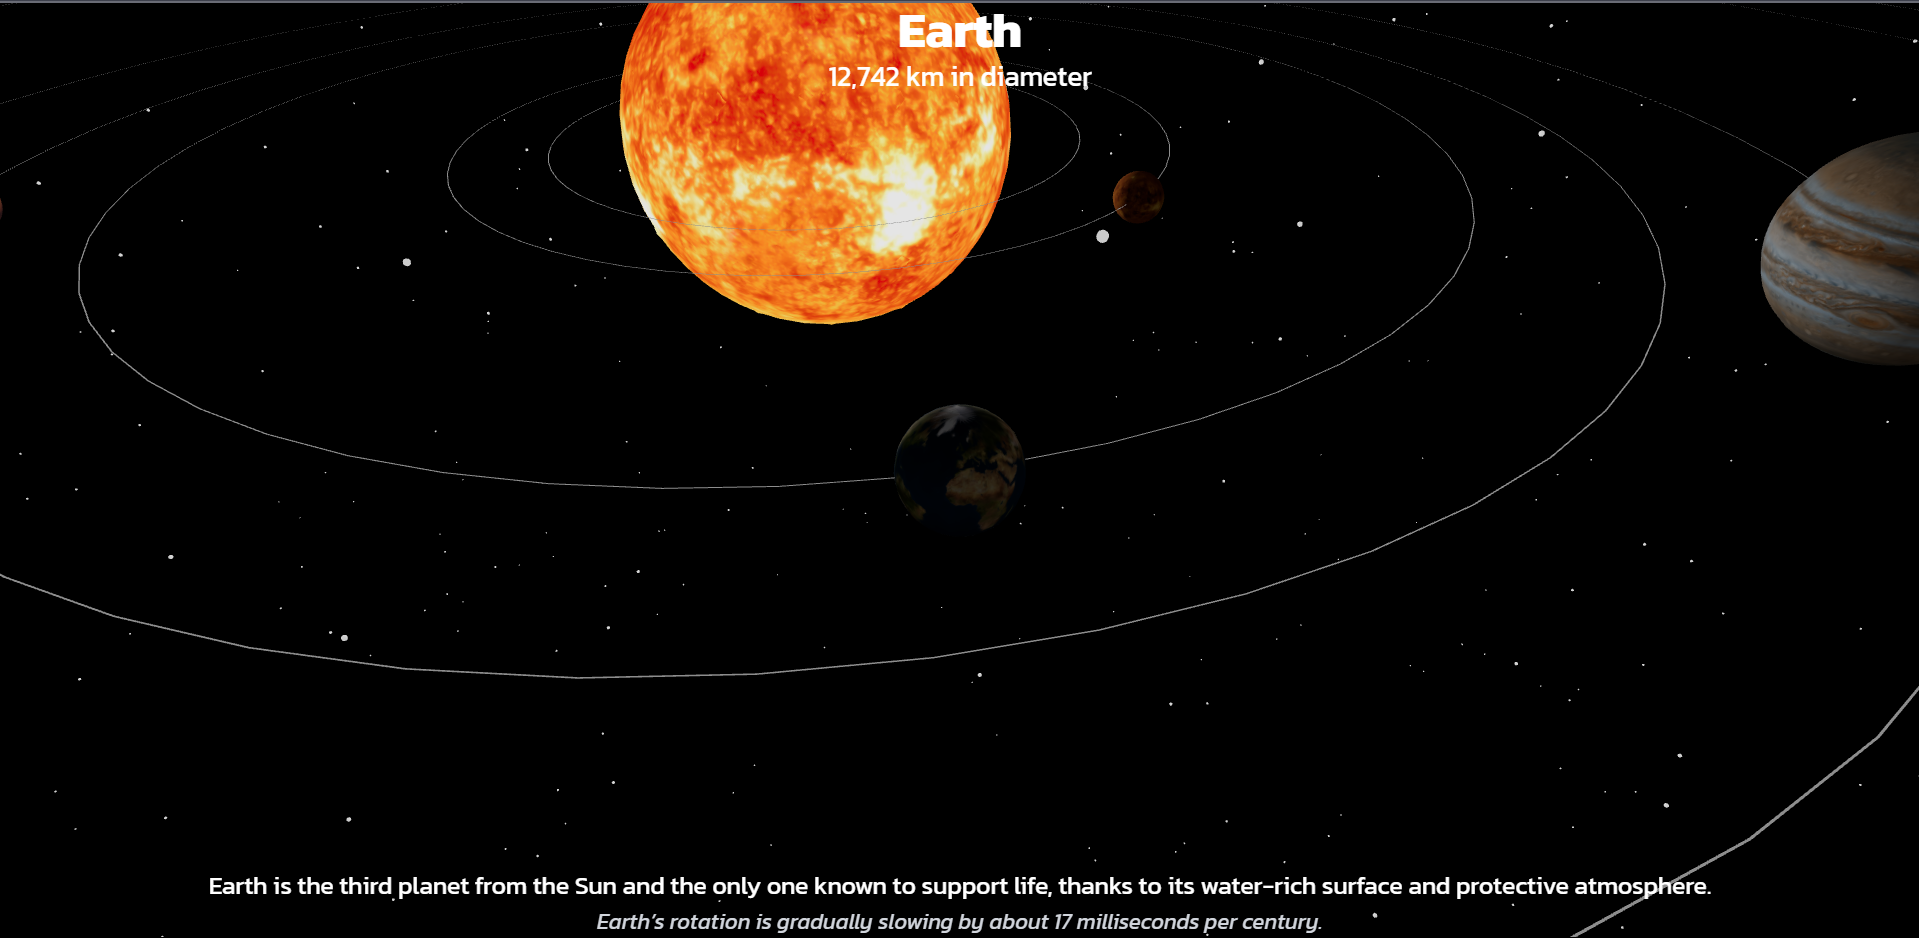 Earth
12,742 km in diameter
Earth is the third planet from the Sun and the only one known to support life, thanks to its water-rich surface and protective atmosphere.
Earth's rotation is gradually slowing by about 17 milliseconds per century.